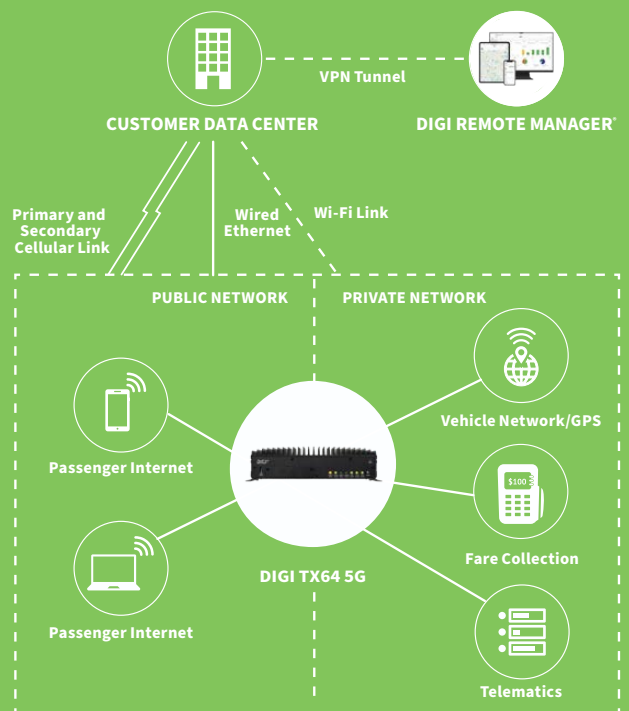 VPN Tunnel
CUSTOMER DATA CENTER
DIGI REMOTE MANAGER®
Primary and
Secondary
Cellular Link
Wired
Ethernet
Wi-Fi Link
PUBLIC NETWORK
PRIVATE NETWORK
Vehicle Network/GPS
Passenger Internet
$100
Fare Collection
DIGI TX64 5G
Passenger Internet
Telematics